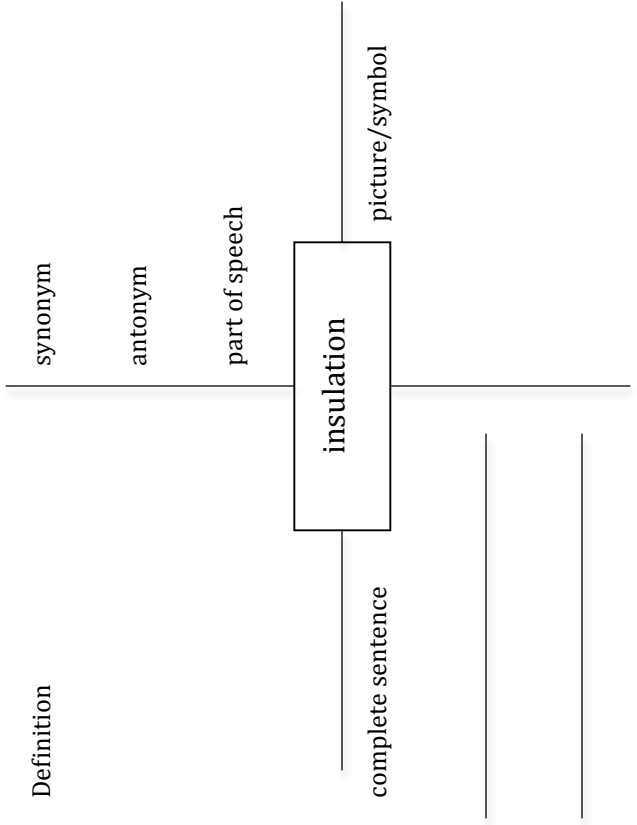 Definition
synonym
antonym
part of speech
insulation
complete sentence
picture/symbol